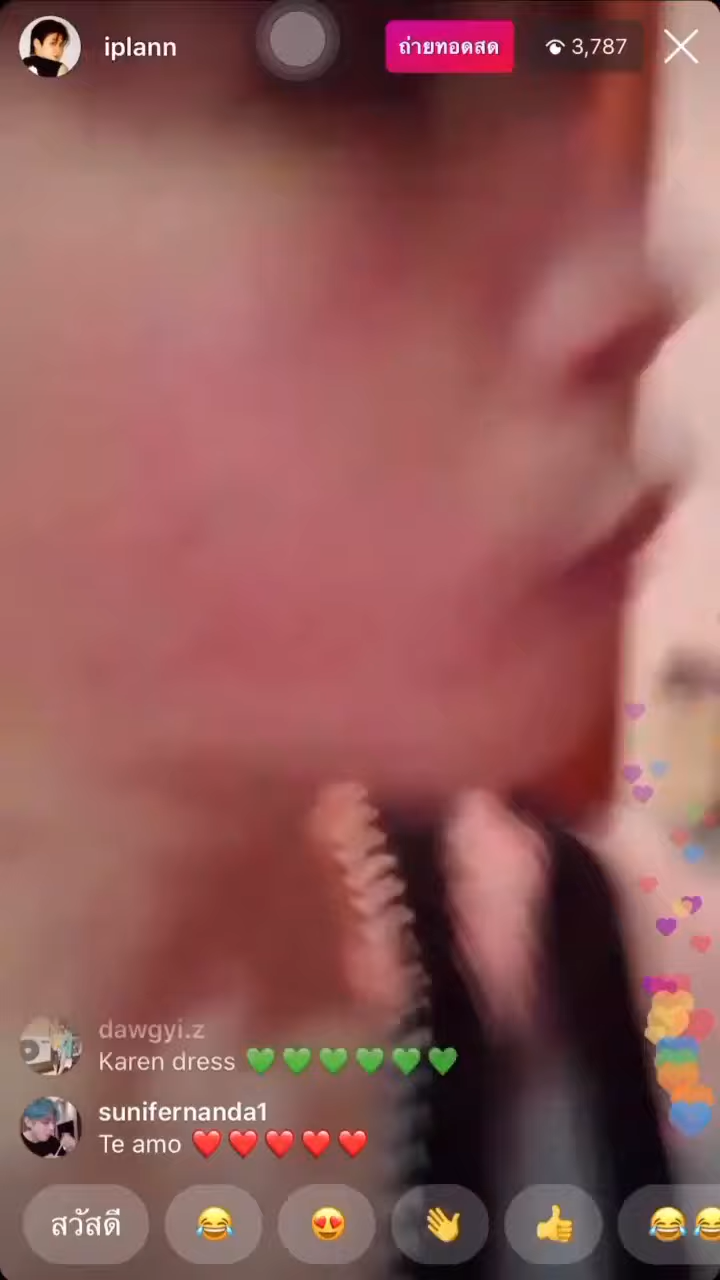 iplann
ถ่ายทอดสด
3,787
dawgyi.z
Karen dress 💚💚💚💚💚💚
sunifernanda1
Te amo ❤️❤️❤️❤️❤️
สวัสดี 😂 😍 👋 👍 😂😂